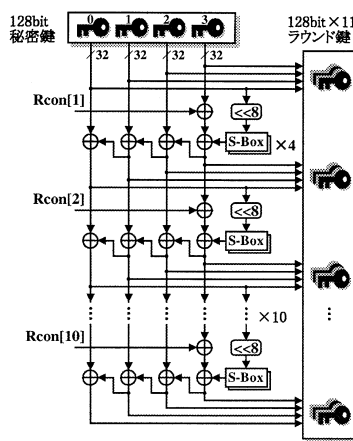 128bit
秘密鍵
0 1 2 3
128bit×11
ラウンド鍵
32 32 32 32
Rcon[1]
<<8
S-Box ×4
Rcon[2]
<<8
S-Box
×10
Rcon[10]
<<8
S-Box